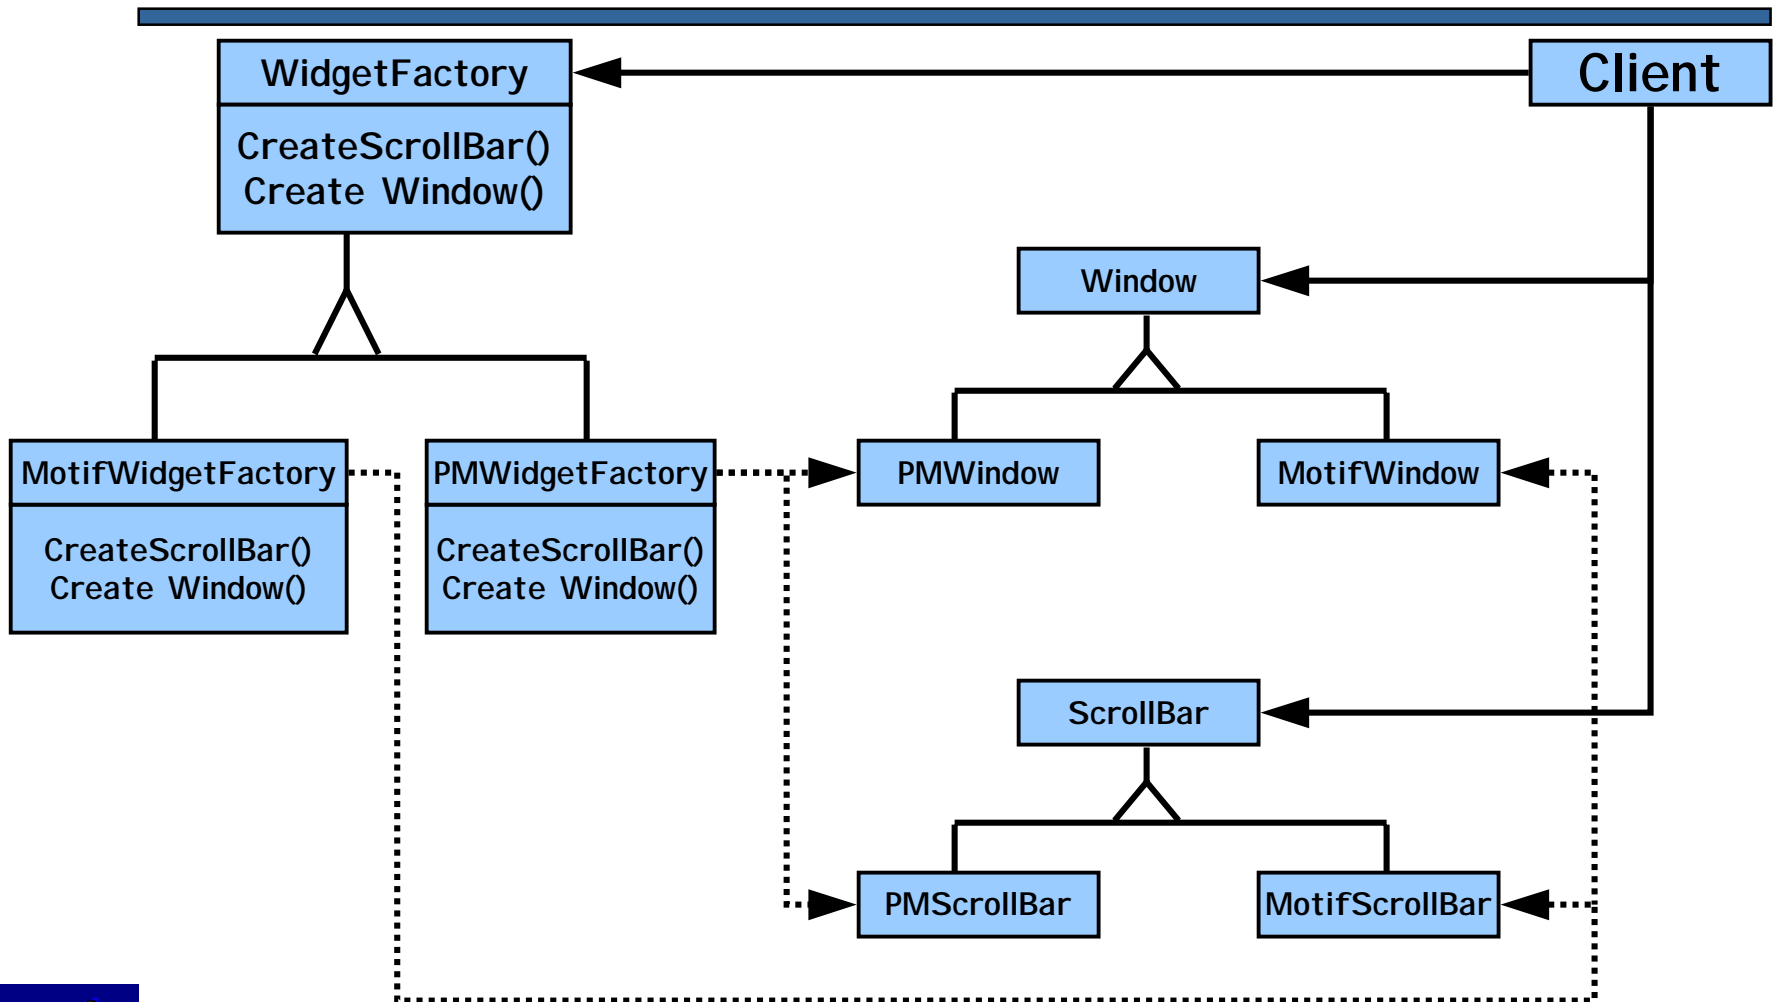 WidgetFactory
CreateScrollBar()
Create Window()
Client
Window
MotifWidgetFactory
CreateScrollBar()
Create Window()
PMWidgetFactory
CreateScrollBar()
Create Window()
PMWindow
MotifWindow
ScrollBar
PMScrollBar
MotifScrollBar